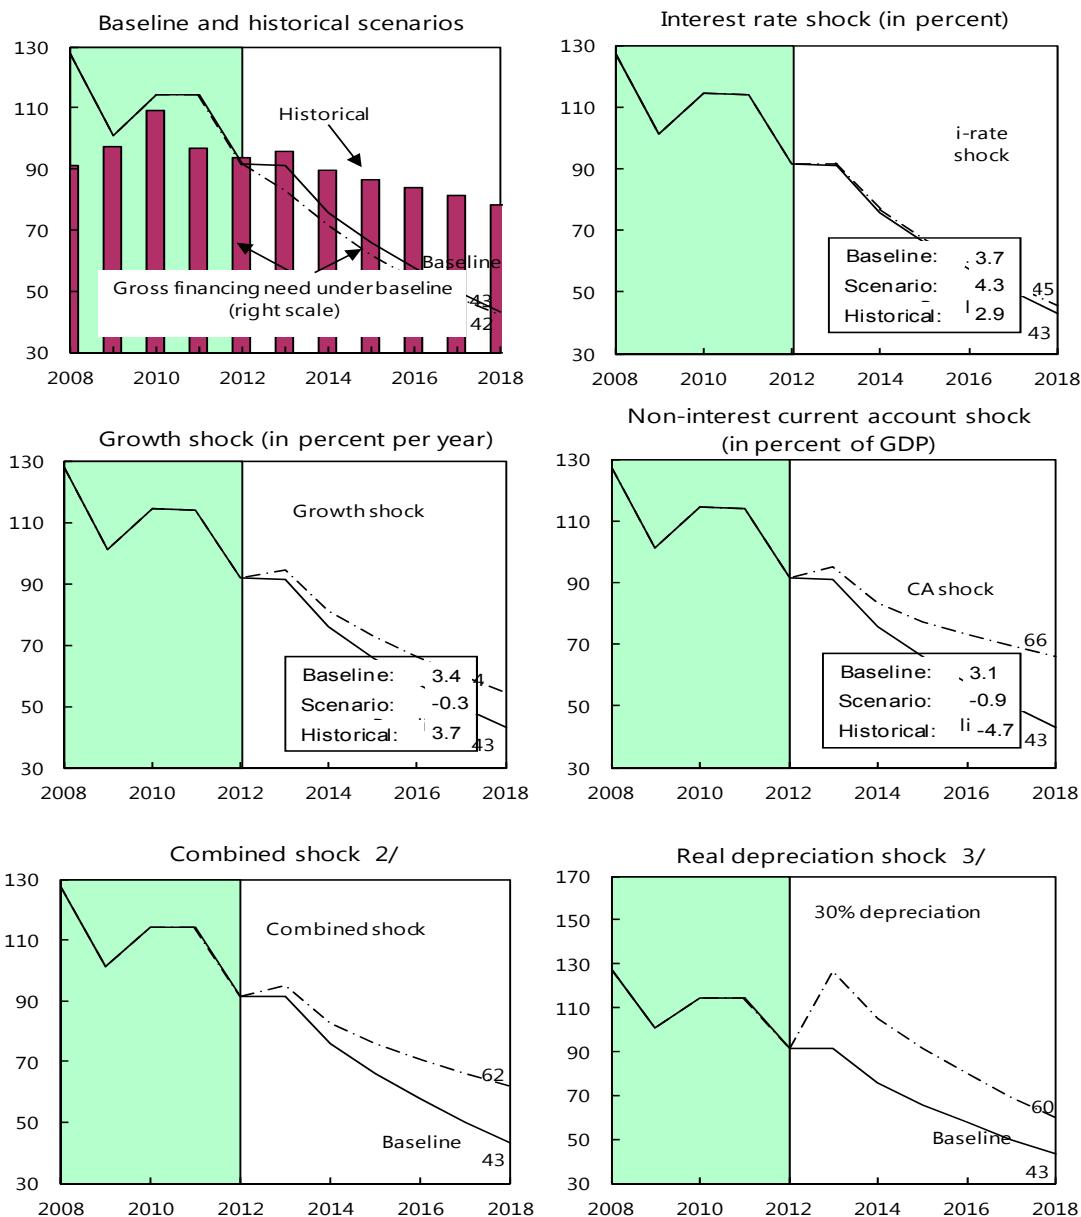 Baseline and historical scenarios
130
110
90
70
50
30
Historical
Baseline
Gross financing need under baseline
(right scale)
43
42
2008 2010 2012 2014 2016 2018
Interest rate shock (in percent)
130
110
90
70
50
30
i-rate
shock
Baseline: 3.7
Scenario: 4.3
Historical: 2.9
45
43
2008 2010 2012 2014 2016 2018
Growth shock (in percent per year)
130
110
90
70
50
30
Growth shock
Baseline: 3.4
Scenario: -0.3
Historical: 3.7
4
43
2008 2010 2012 2014 2016 2018
Non-interest current account shock
(in percent of GDP)
130
110
90
70
50
30
CA shock
66
Baseline: 3.1
Scenario: -0.9
Historical: -4.7
43
2008 2010 2012 2014 2016 2018
Combined shock 2/
130
110
90
70
50
30
Combined shock
62
Baseline
43
2008 2010 2012 2014 2016 2018
Real depreciation shock 3/
170
150
130
110
90
70
50
30
30% depreciation
60
Baseline
43
2008 2010 2012 2014 2016 2018